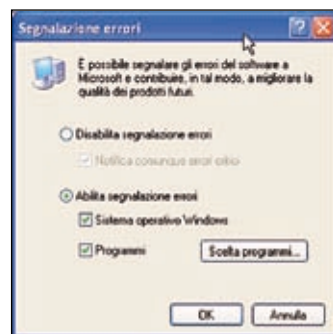 Segnalazione errori
È possibile segnalare gli errori del software a
Microsoft e contribuire, in tal modo, a migliorare la
qualità dei prodotti futuri.
Disabilita segnalazione errori
Notifica comunque errori critici
Abilita segnalazione errori
Sistema operativo Windows
Programmi
Scelta programmi...
OK
Annulla